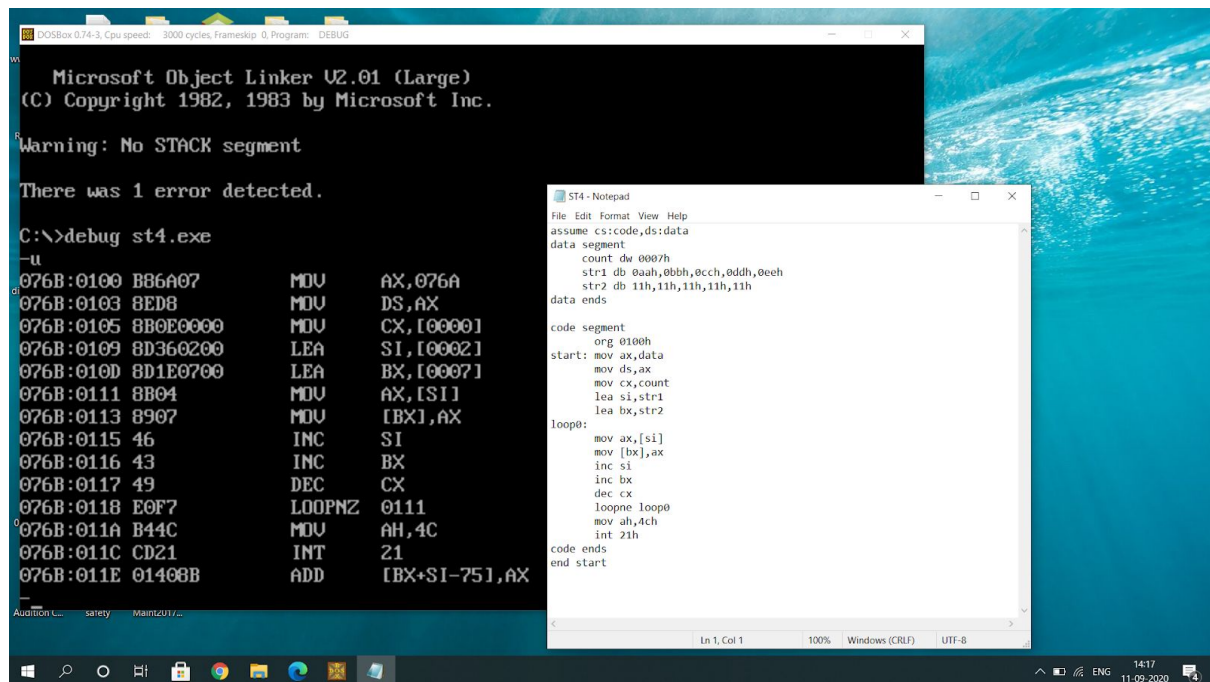 DOSBox 0.74-3, Cpu speed: 3000 cycles, Frameskip 0, Program: DEBUG
Microsoft Object Linker V2.01 (Large)
(C) Copyright 1982, 1983 by Microsoft Inc.
Warning: No STACK segment
There was 1 error detected.
C:\>debug st4.exe
-u
076B:0100 B86A07 MOV AX,076A
076B:0103 8ED8 MOV DS,AX
076B:0105 8B0E0000 MOV CX,[0000]
076B:0109 8D360200 LEA SI,[0002]
076B:010D 8D1E0700 LEA BX,[0007]
076B:0111 8B04 MOV AX,[SI]
076B:0113 8907 MOV [BX],AX
076B:0115 46 INC SI
076B:0116 43 INC BX
076B:0117 49 DEC CX
076B:0118 E0F7 LOOPNZ 0111
076B:011A B44C MOV AH,4C
076B:011C CD21 INT 21
076B:011E 01408B ADD [BX+SI-75],AX
-
ST4 - Notepad
File Edit Format View Help
assume cs:code,ds:data
data segment
count dw 0007h
str1 db 0aah,0bbh,0cch,0ddh,0eeh
str2 db 11h,11h,11h,11h,11h
data ends
code segment
org 0100h
start: mov ax,data
mov ds,ax
mov cx,count
lea si,str1
lea bx,str2
loop0:
mov ax,[si]
mov [bx],ax
inc si
inc bx
dec cx
loopne loop0
mov ah,4ch
int 21h
code ends
end start
Ln 1, Col 1 100% Windows (CRLF) UTF-8
Audition C... safety Maint2017...
ENG
14:17
11-09-2020
4